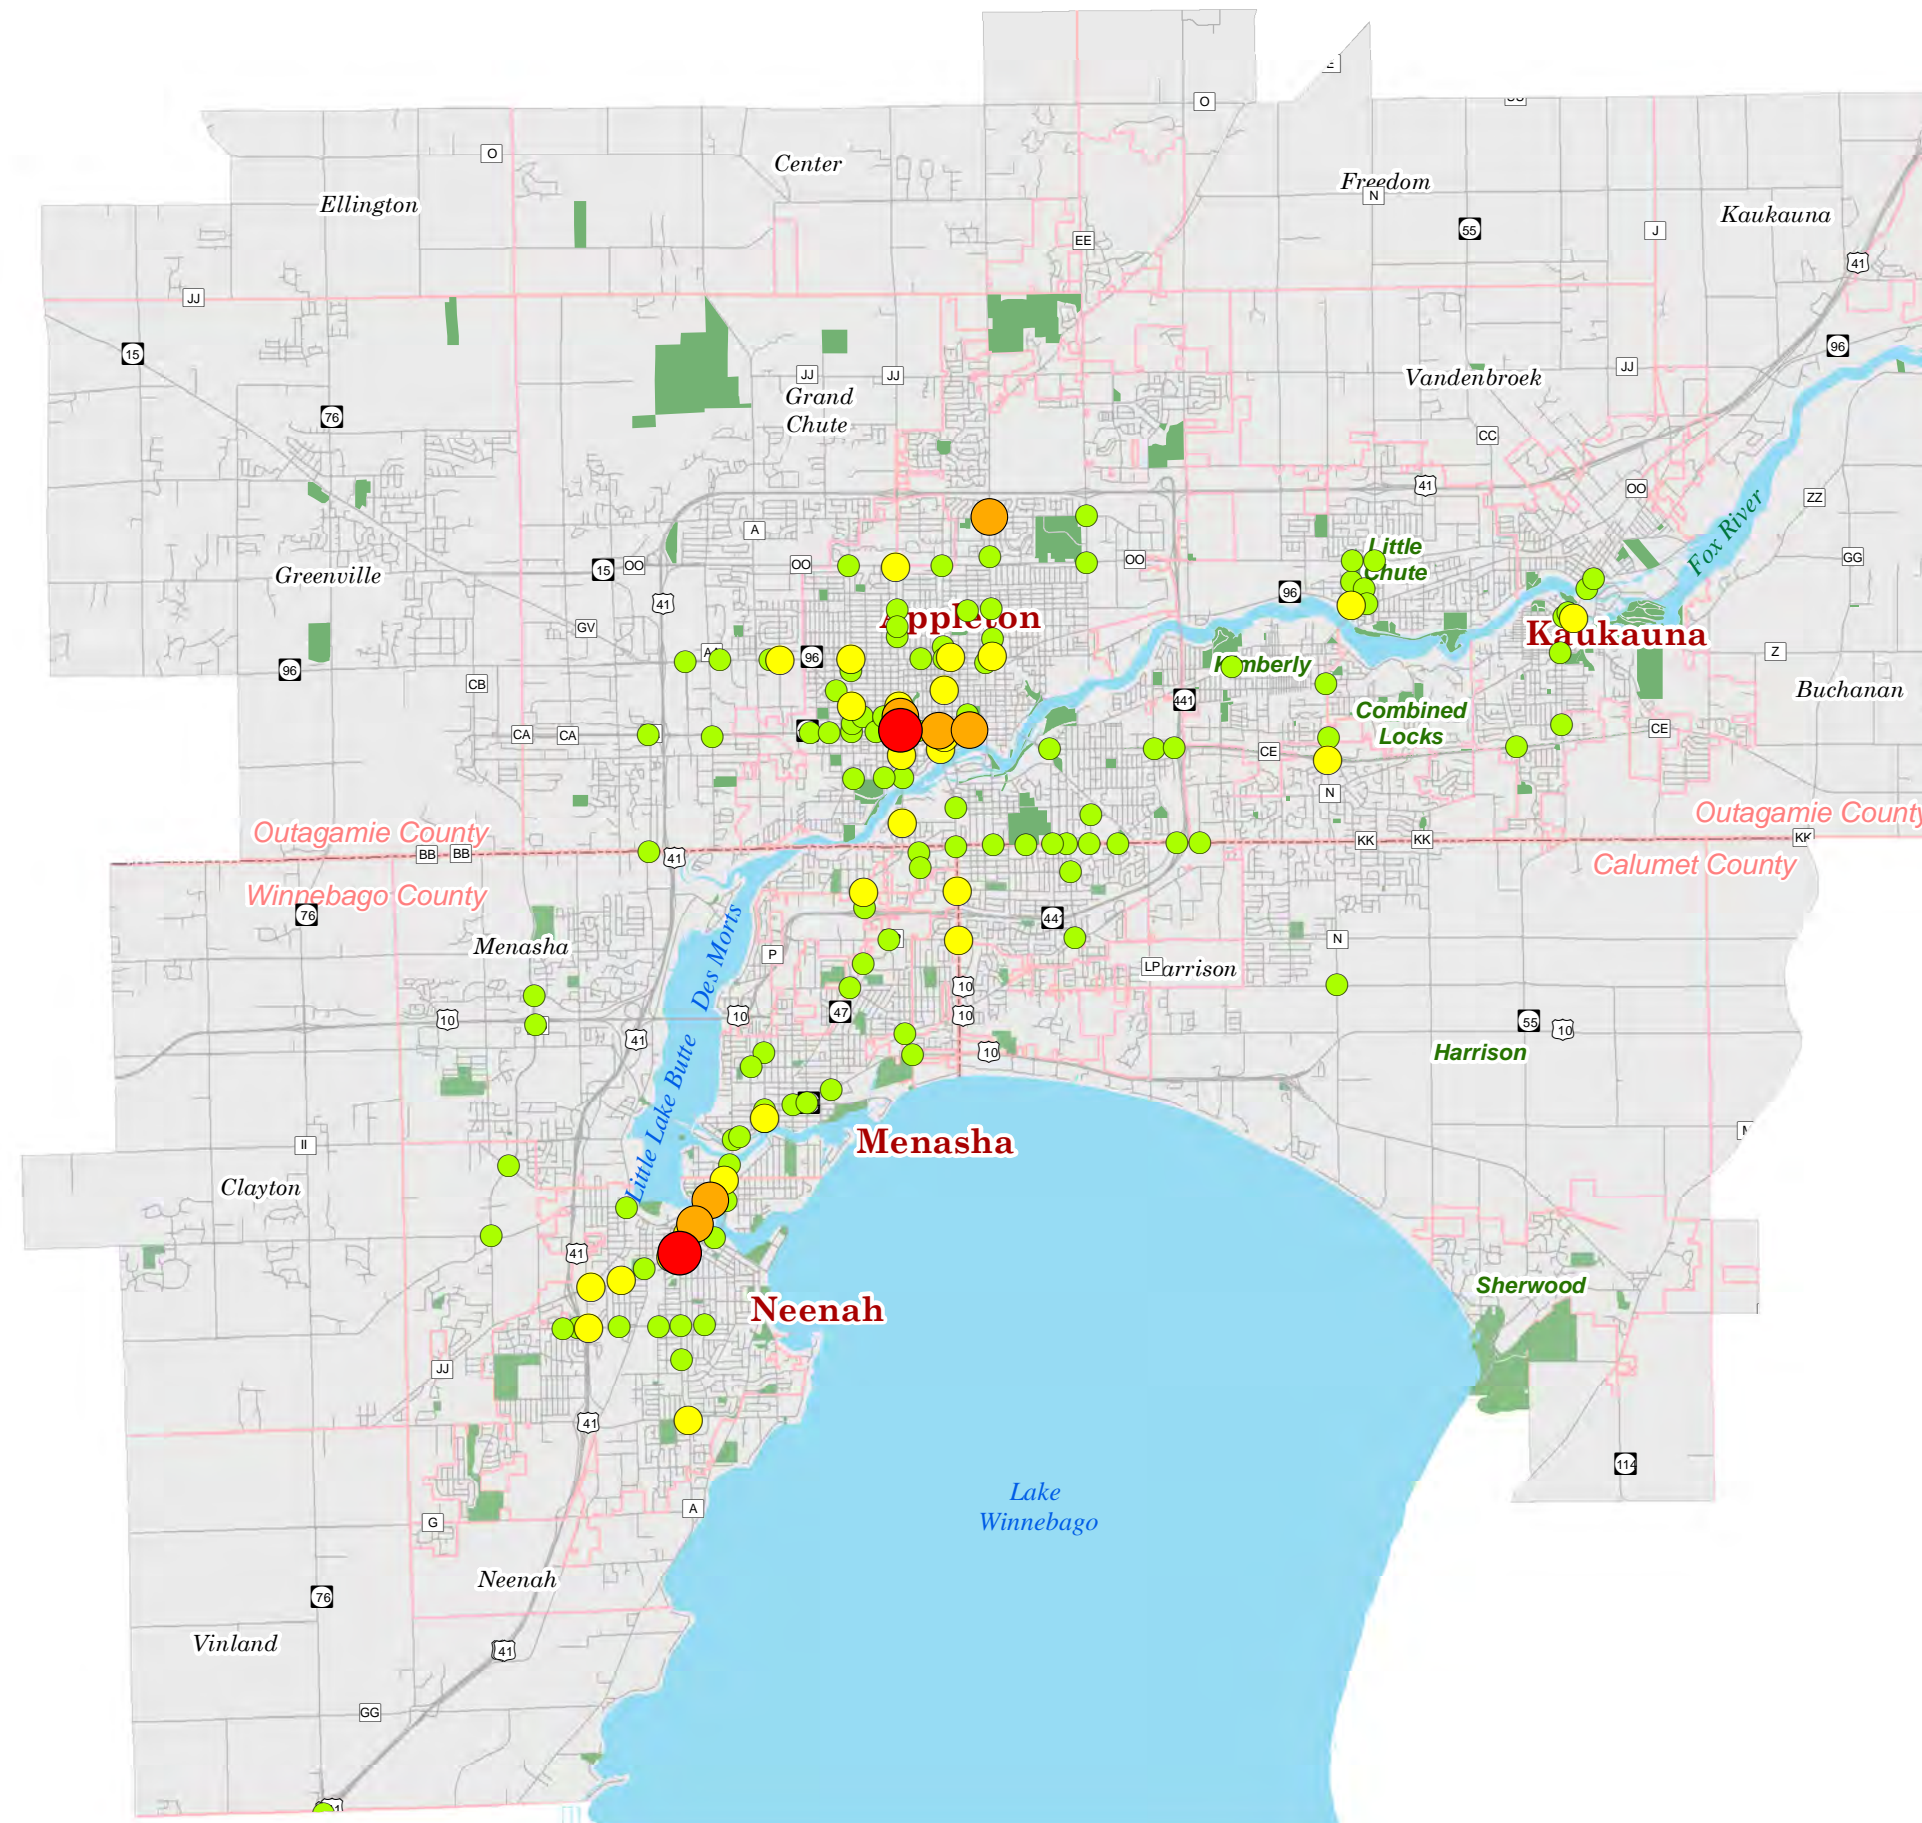 O
O
Center
Freedom
N
Ellington
Kaukauna
55
J
EE
41
JJ
15
96
JJ
JJ
JJ
Grand
Chute
Vandenbroek
76
CC
41
OO
ZZ
A
Fox River
Little
Chute
OO
OO
OO
15
GG
Greenville
96
41
Appleton
GV
Kaukauna
96
96
Kimberly
Z
CB
441
Buchanan
Combined
Locks
CA
CA
CE
CE
N
Outagamie County
Outagamie County
BB
BB
41
KK
KK
KK
Calumet County
Winnebago County
76
441
Menasha
Des Morts
P
N
LP
10
47
10
10
10
55
10
41
10
Harrison
Little Lake Butte
II
Menasha
Clayton
41
Sherwood
Neenah
JJ
41
114
Lake
Winnebago
A
G
Neenah
76
Vinland
41
GG